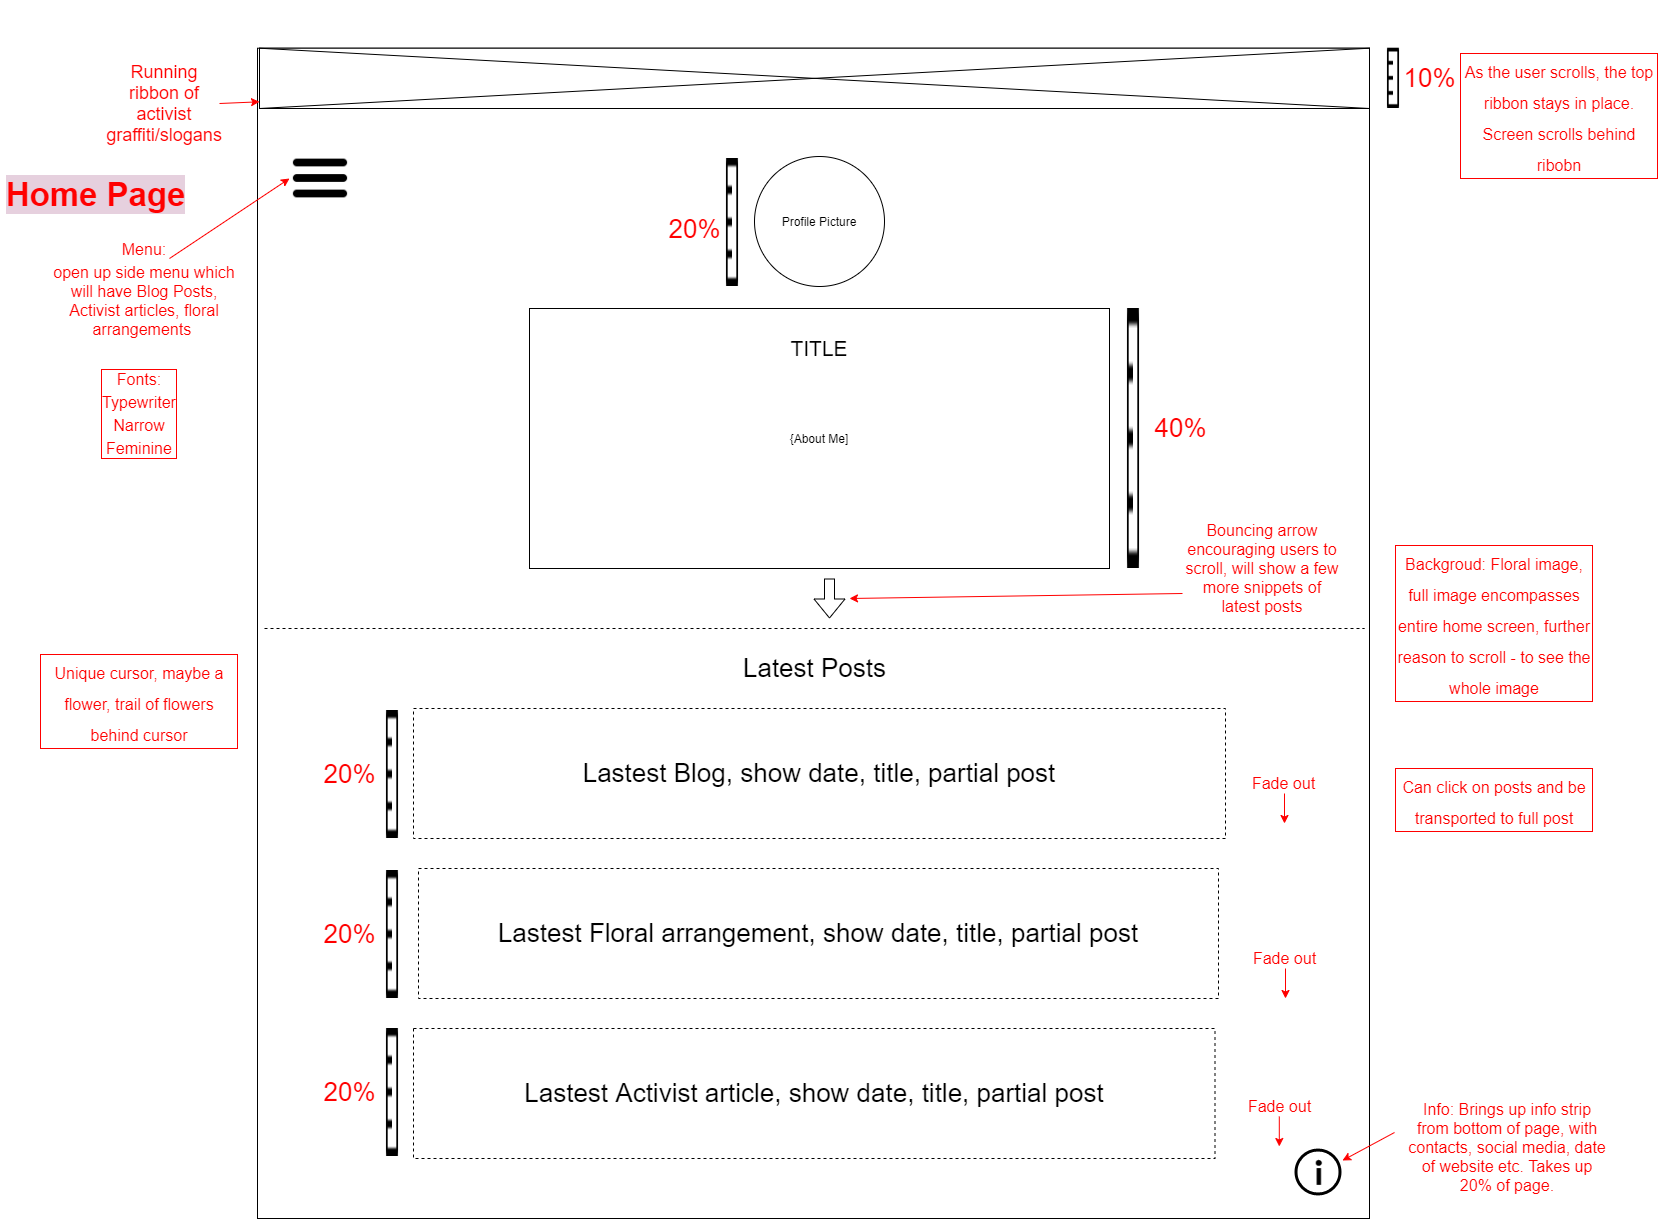 Running
ribbon of
activist
graffiti/slogans
10%
As the user scrolls, the top
ribbon stays in place.
Screen scrolls behind
ribobn
Home Page
20%
Profile Picture
Menu:
open up side menu which
will have Blog Posts,
Activist articles, floral
arrangements
TITLE
{About Me]
40%
Fonts:
Typewriter
Narrow
Feminine
Bouncing arrow
encouraging users to
scroll, will show a few
more snippets of
latest posts
Backgroud: Floral image,
full image encompasses
entire home screen, further
reason to scroll - to see the
whole image
Unique cursor, maybe a
flower, trail of flowers
behind cursor
Latest Posts
20%
Lastest Blog, show date, title, partial post
Fade out
Can click on posts and be
transported to full post
20%
Lastest Floral arrangement, show date, title, partial post
Fade out
20%
Lastest Activist article, show date, title, partial post
Fade out
Info: Brings up info strip
from bottom of page, with
contacts, social media, date
of website etc. Takes up
20% of page.
i